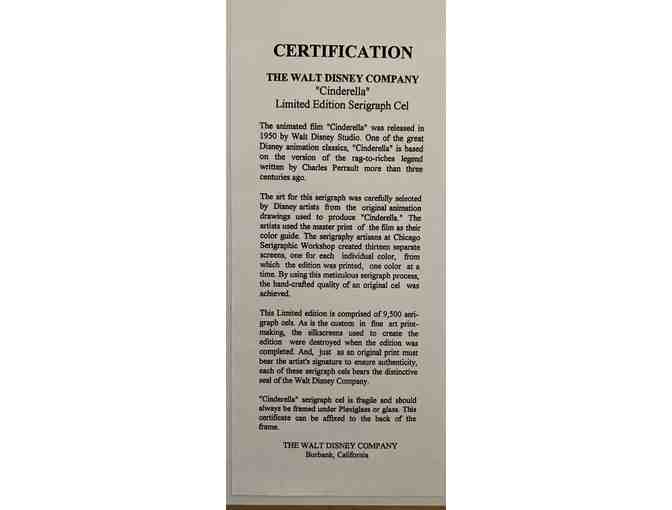 CERTIFICATION
THE WALT DISNEY COMPANY
"Cinderella"
Limited Edition Serigraph Cel
The animated film "Cinderella" was released in
1950 by Walt Disney Studio. One of the great
Disney animation classics, "Cinderella" is based
on the version of the rag-to-riches legend
written by Charles Perrault more than three
centuries ago.
The art for this serigraph was carefully selected
by Disney artists from the original animation
drawings used to produce "Cinderella." The
artists used the master print of the film as their
color guide. The serigraphy artisans at Chicago
Serigraphic Workshop created thirteen separate
screens, one for each individual color, from
which the edition was printed, one color at a
time. By using this meticulous serigraph process,
the hand-crafted quality of an original cel was
achieved.
This Limited edition is comprised of 9,500 seri-
graph cels. As is the custom in fine art print-
making, the silkscreens used to create the
edition were destroyed when the edition was
completed. And, just as an original print must
bear the artist's signature to ensure authenticity,
each of these serigraph cels bears the distinctive
seal of the Walt Disney Company.
"Cinderella" serigraph cel is fragile and should
always be framed under Plexiglass or glass. This
certificate can be affixed to the back of the
frame.
THE WALT DISNEY COMPANY
Burbank, California